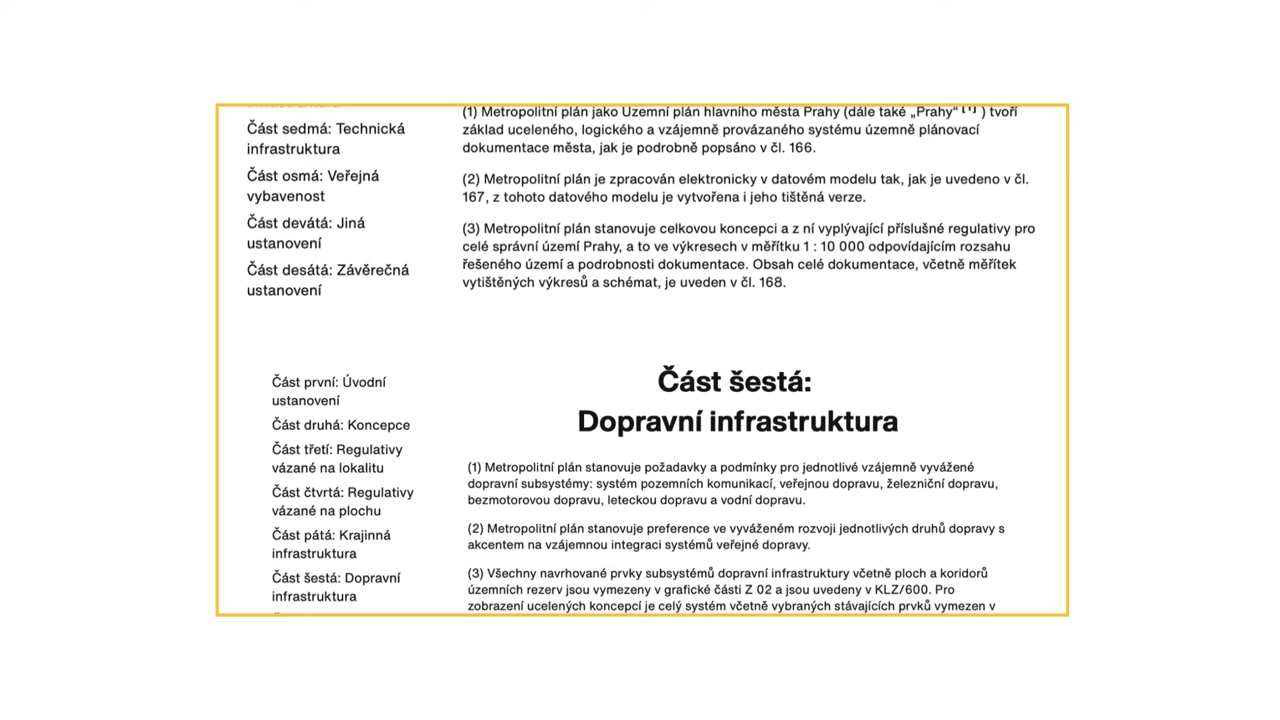 Část sedmá: Technická
infrastruktura
Část osmá: Veřejná
vybavenost
Část devátá: Jiná
ustanovení
Část desátá: Závěrečná
ustanovení
(1) Metropolitní plán jako Územní plán hlavního města Prahy (dále také „Prahy“ [1] ) tvoří
základ uceleného, logického a vzájemně provázaného systému územně plánovací
dokumentace města, jak je podrobně popsáno v čl. 166.
(2) Metropolitní plán je zpracován elektronicky v datovém modelu tak, jak je uvedeno v čl.
167, z tohoto datového modelu je vytvořena i jeho tištěná verze.
(3) Metropolitní plán stanovuje celkovou koncepci a z ní vyplývající příslušné regulativy pro
celé správní území Prahy, a to ve výkresech v měřítku 1 : 10 000 odpovídajícím rozsahu
řešeného území a podrobnosti dokumentace. Obsah celé dokumentace, včetně měřítek
vytištěných výkresů a schémat, je uveden v čl. 168.
Část první: Úvodní
ustanovení
Část druhá: Koncepce
Část třetí: Regulativy
vázané na lokalitu
Část čtvrtá: Regulativy
vázané na plochu
Část pátá: Krajinná
infrastruktura
Část šestá: Dopravní
infrastruktura
Část šestá:
Dopravní infrastruktura
(1) Metropolitní plán stanovuje požadavky a podmínky pro jednotlivé vzájemně vyvážené
dopravní subsystémy: systém pozemních komunikací, veřejnou dopravu, železniční dopravu,
bezmotorovou dopravu, leteckou dopravu a vodní dopravu.
(2) Metropolitní plán stanovuje preference ve vyváženém rozvoji jednotlivých druhů dopravy s
akcentem na vzájemnou integraci systémů veřejné dopravy.
(3) Všechny navrhované prvky subsystémů dopravní infrastruktury včetně ploch a koridorů
územních rezerv jsou vymezeny v grafické části Z 02 a jsou uvedeny v KLZ/600. Pro
zobrazení ucelených koncepcí je celý systém včetně vybraných stávajících prvků vymezen v